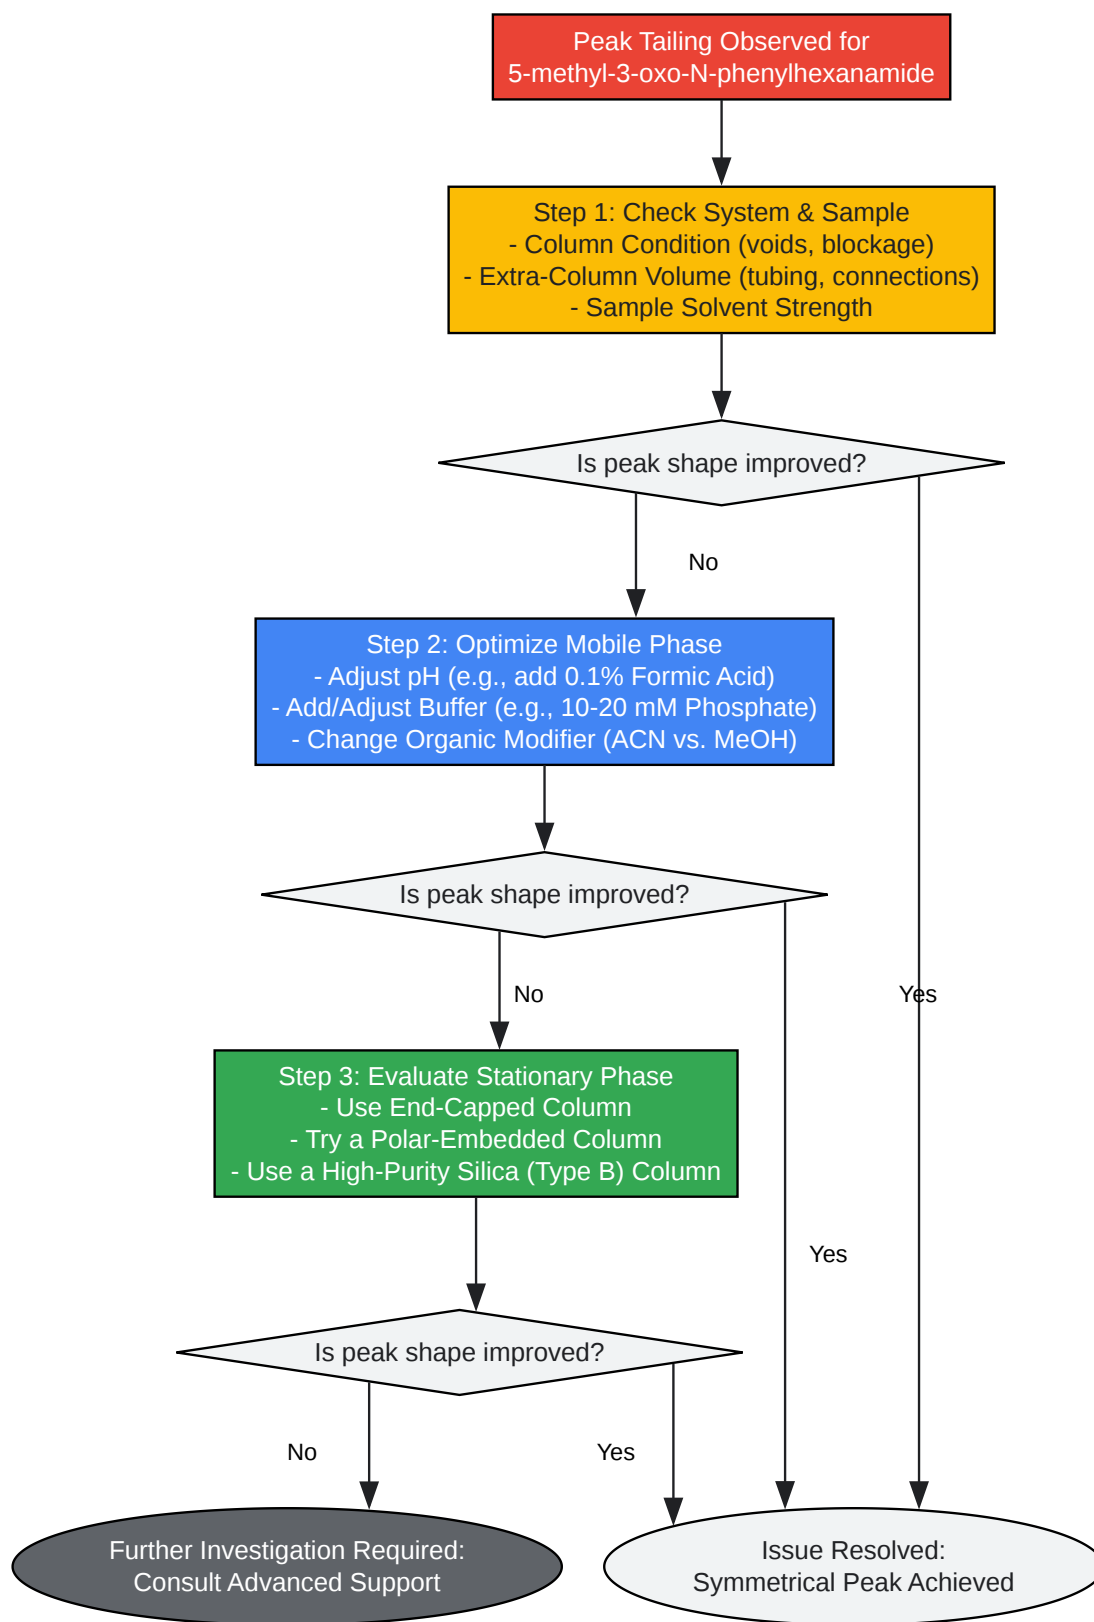 Peak Tailing Observed for
5-methyl-3-oxo-N-phenylhexanamide
Step 1: Check System & Sample
- Column Condition (voids, blockage)
- Extra-Column Volume (tubing, connections)
- Sample Solvent Strength
Is peak shape improved?
No
Step 2: Optimize Mobile Phase
- Adjust pH (e.g., add 0.1% Formic Acid)
- Add/Adjust Buffer (e.g., 10-20 mM Phosphate)
- Change Organic Modifier (ACN vs. MeOH)
Is peak shape improved?
No
Yes
Step 3: Evaluate Stationary Phase
- Use End-Capped Column
- Try a Polar-Embedded Column
- Use a High-Purity Silica (Type B) Column
Yes
Is peak shape improved?
No
Yes
Further Investigation Required:
Consult Advanced Support
Issue Resolved:
Symmetrical Peak Achieved